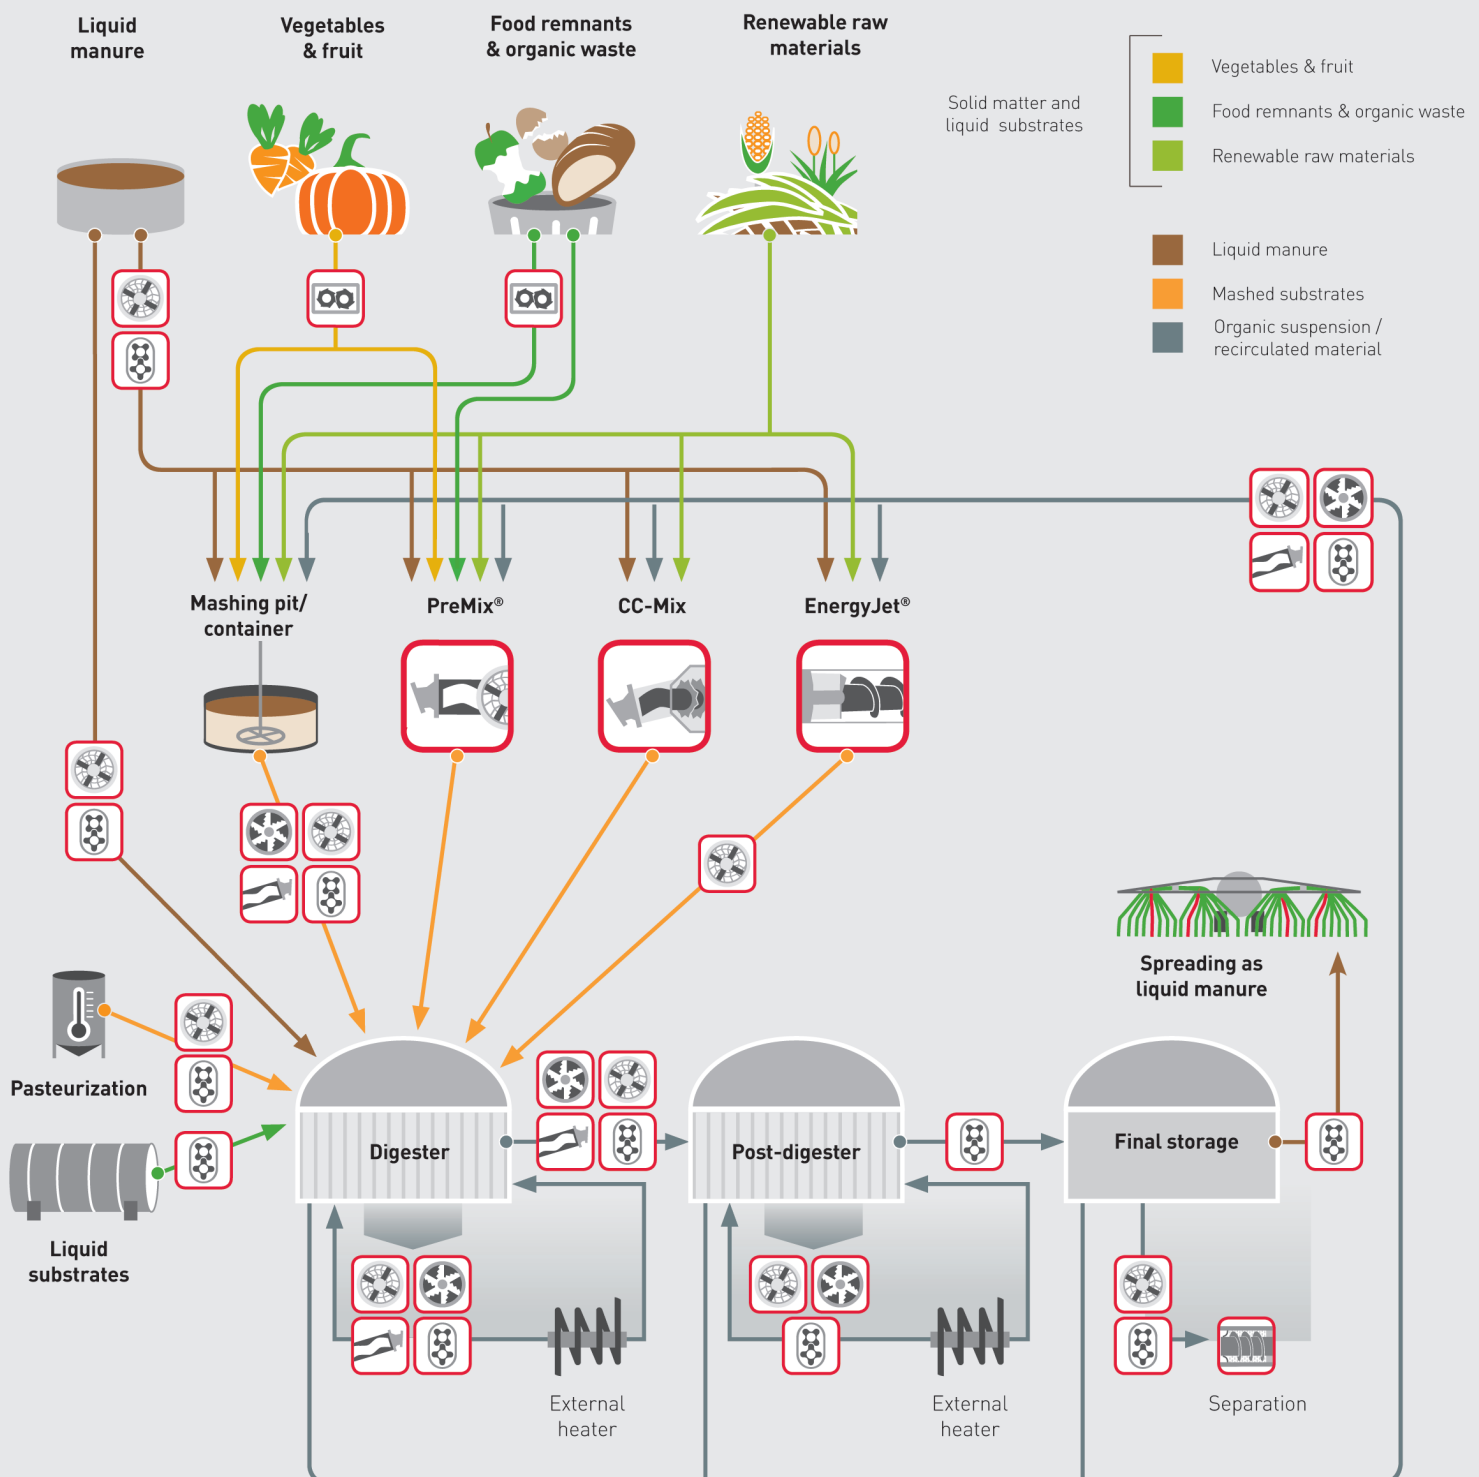 Liquid
manure
Vegetables
& fruit
Food remnants
& organic waste
Renewable raw
materials
Solid matter and
liquid substrates
Vegetables & fruit
Food remnants & organic waste
Renewable raw materials
Liquid manure
Mashed substrates
Organic suspension /
recirculated material
Mashing pit/
container
PreMix®
CC-Mix
EnergyJet®
Spreading as
liquid manure
Pasteurization
Digester
Post-digester
Final storage
Liquid
substrates
External
heater
External
heater
Separation